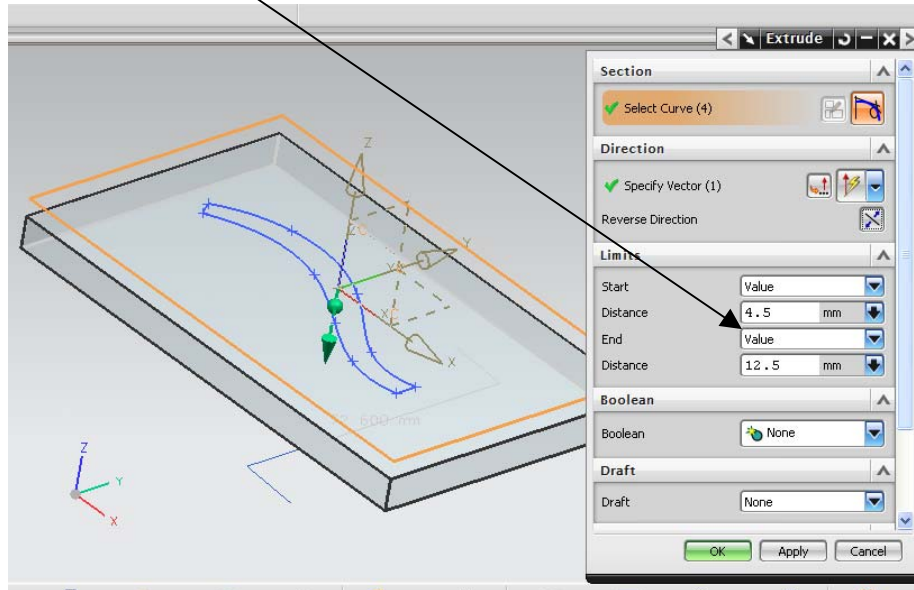 Extrude
Section
Select Curve (4)
Direction
Specify Vector (1)
Reverse Direction
Limits
Start Value
Distance 4.5 mm
End Value
Distance 12.5 mm
Boolean
Boolean None
Draft
Draft None
OK Apply Cancel
Z
Y
X
Z
Y
X